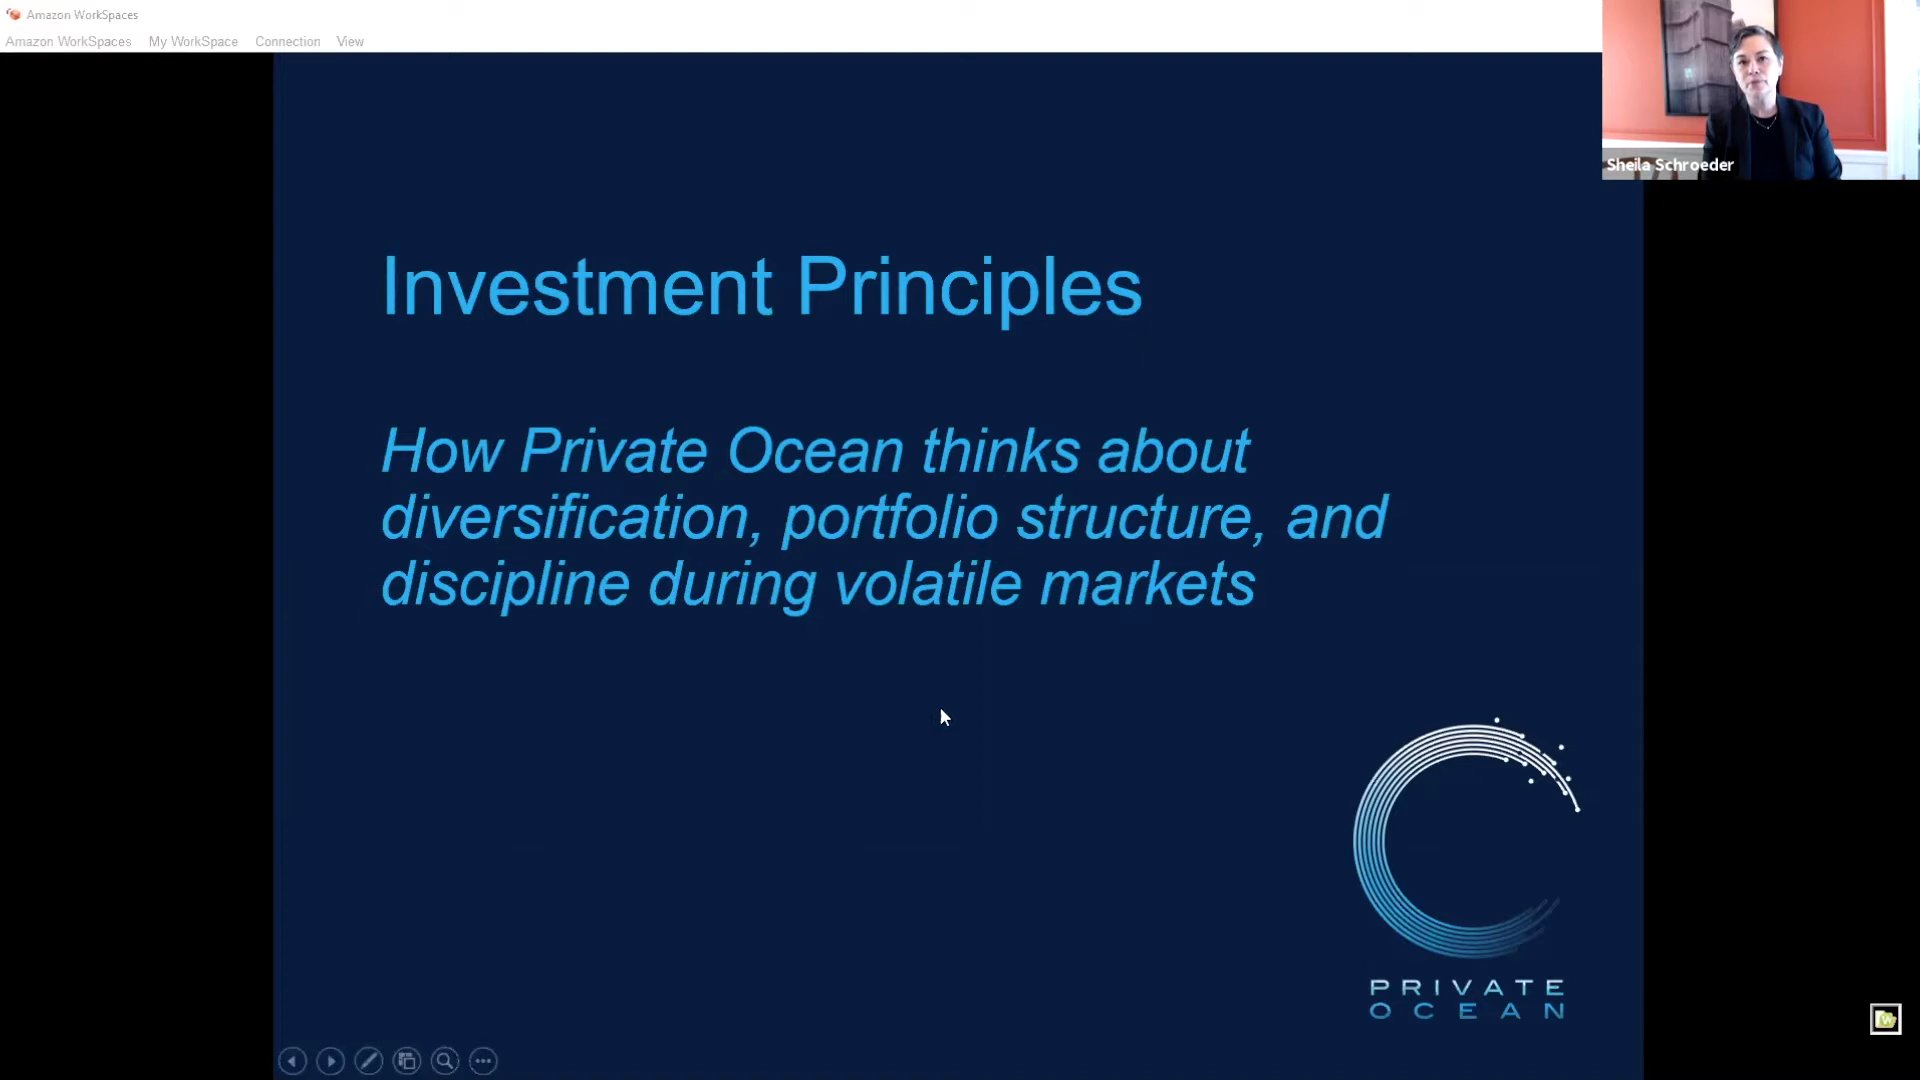 Amazon WorkSpaces
Amazon WorkSpaces My WorkSpace Connection View
Sheila Schroeder
Investment Principles
How Private Ocean thinks about
diversification, portfolio structure, and
discipline during volatile markets
PRIVATE
OCEAN